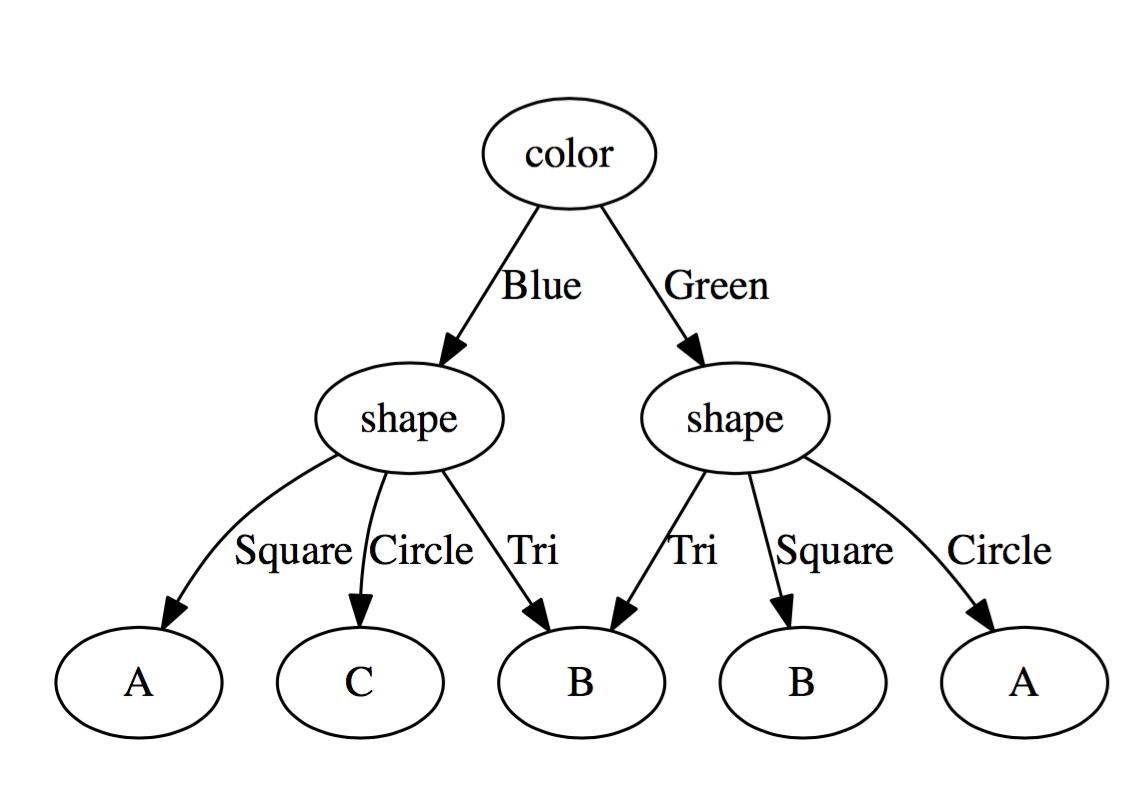 color
Blue Green
shape shape
Square Circle Tri Tri Square Circle
A C B B A